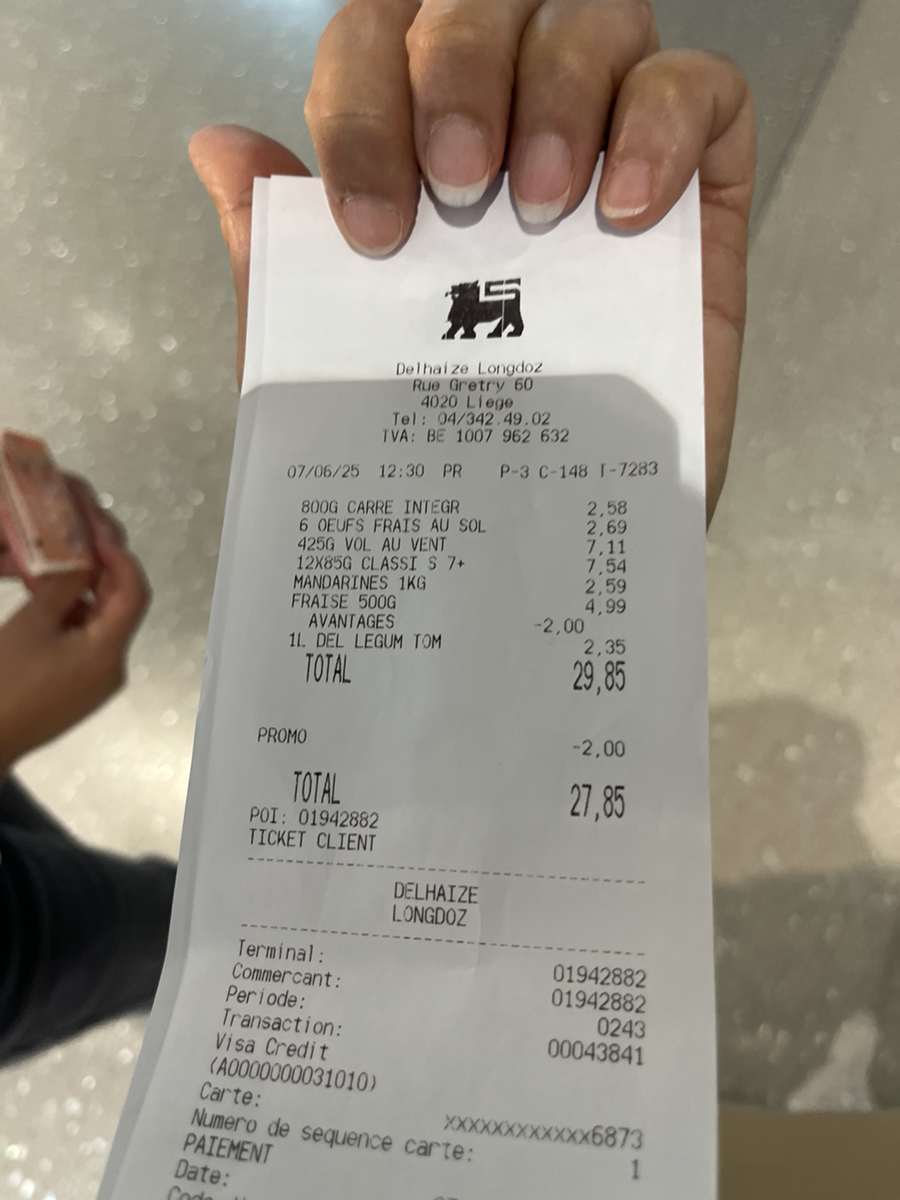 Delhaize Longdoz
Rue Gretry 60
4020 Liege
Tel: 04/342.49.02
TVA: BE 1007 962 632
07/06/25 12:30 PR P-3 C-148 T-7283
800G CARRE INTEGR 2,58
6 OEUFS FRAIS AU SOL 2,69
425G VOL AU VENT 7,11
12X85G CLASSI S 7+ 7,54
MANDARINES 1KG 2,59
FRAISE 500G 4,99
AVANTAGES -2,00
1L DEL LEGUM TOM 2,35
TOTAL 29,85
PROMO -2,00
TOTAL 27,85
POI: 01942882
TICKET CLIENT
DELHAIZE
LONGDOZ
Terminal: 01942882
Commercant: 01942882
Periode: 0243
Transaction: 00043841
Visa Credit
(A0000000031010)
Carte: XXXXXXXXXXXX6873
Numero de sequence carte: 1
PAIEMENT
Date: